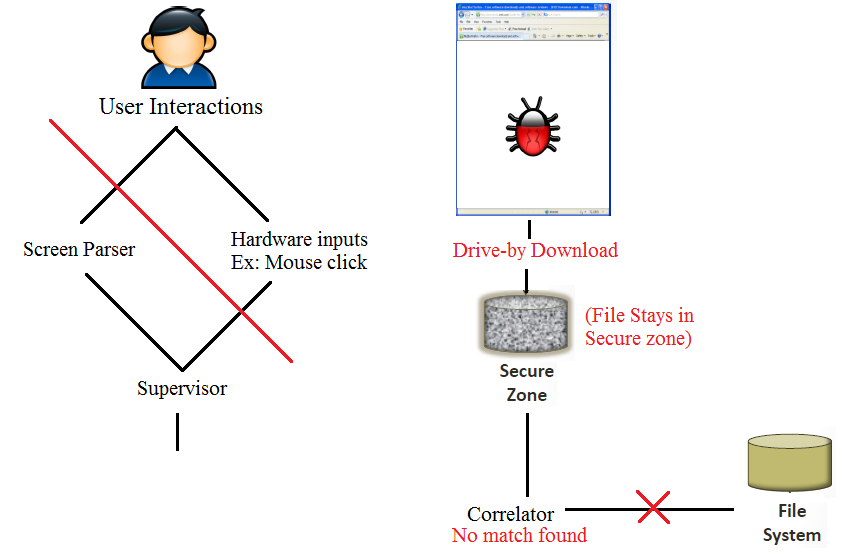 User Interactions
Screen Parser
Hardware inputs
Ex: Mouse click
Supervisor
Drive-by Download
(File Stays in
Secure zone)
Secure
Zone
Correlator
No match found
File
System